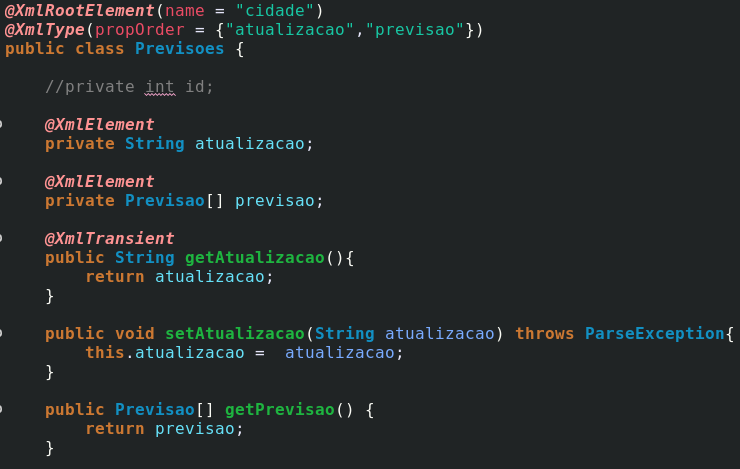 @XmlRootElement(name = "cidade")
@XmlType(propOrder = {"atualizacao","previsao"})
public class Previsoes {
//private int id;
@XmlElement
private String atualizacao;
@XmlElement
private Previsao[] previsao;
@XmlTransient
public String getAtualizacao(){
return atualizacao;
}
public void setAtualizacao(String atualizacao) throws ParseException{
this.atualizacao =  atualizacao;
}
public Previsao[] getPrevisao() {
return previsao;
}